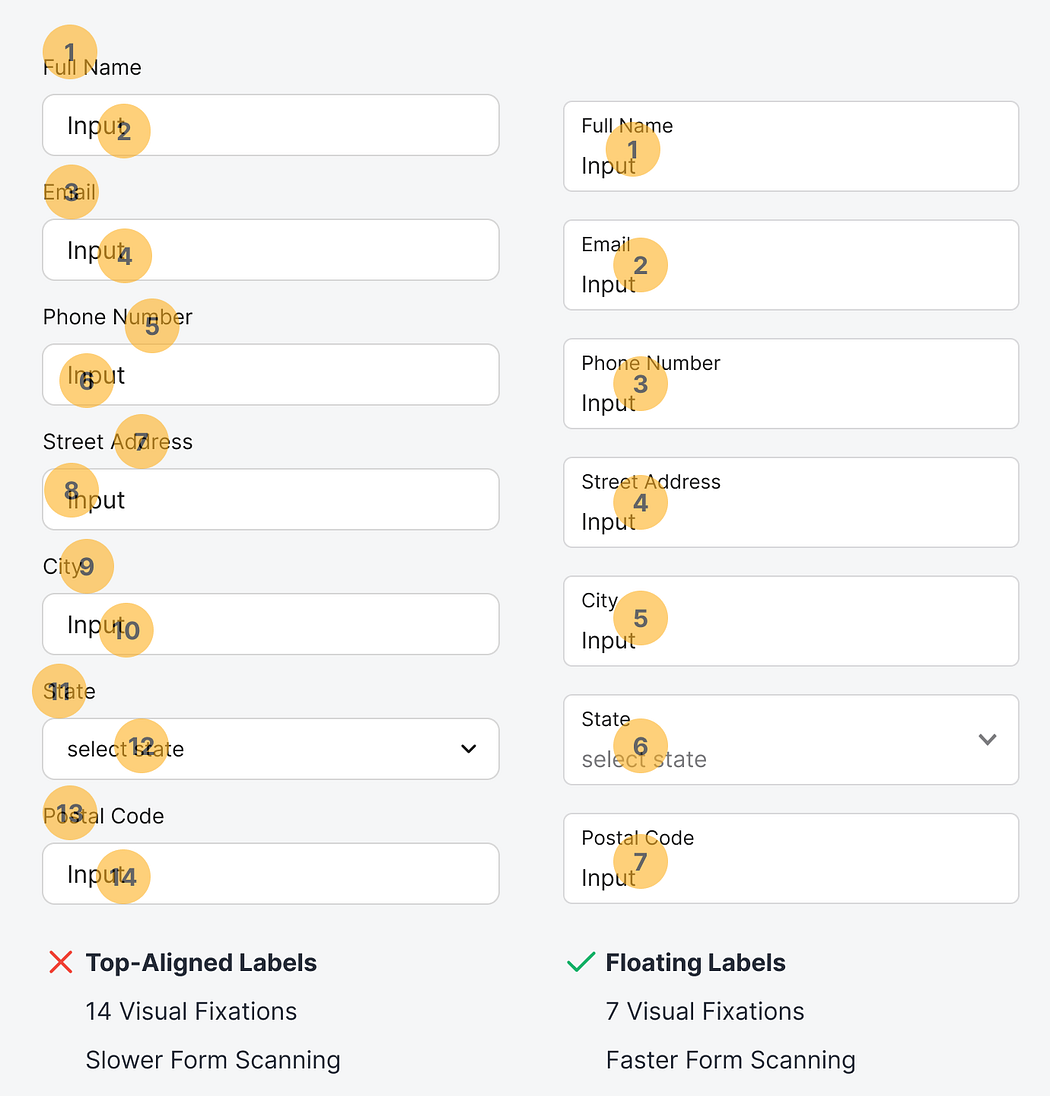 1
Full Name
Input
2
3
Email
Input
4
Phone Number
5
Input
6
Street Address
7
8
Input
City
9
Input
10
State
11
select state
12
Postal Code
13
Input
14
Top-Aligned Labels
14 Visual Fixations
Slower Form Scanning
Full Name
1
Input
Email
2
Input
Phone Number
3
Input
Street Address
4
Input
City
5
Input
State
6
select state
Postal Code
7
Input
Floating Labels
7 Visual Fixations
Faster Form Scanning